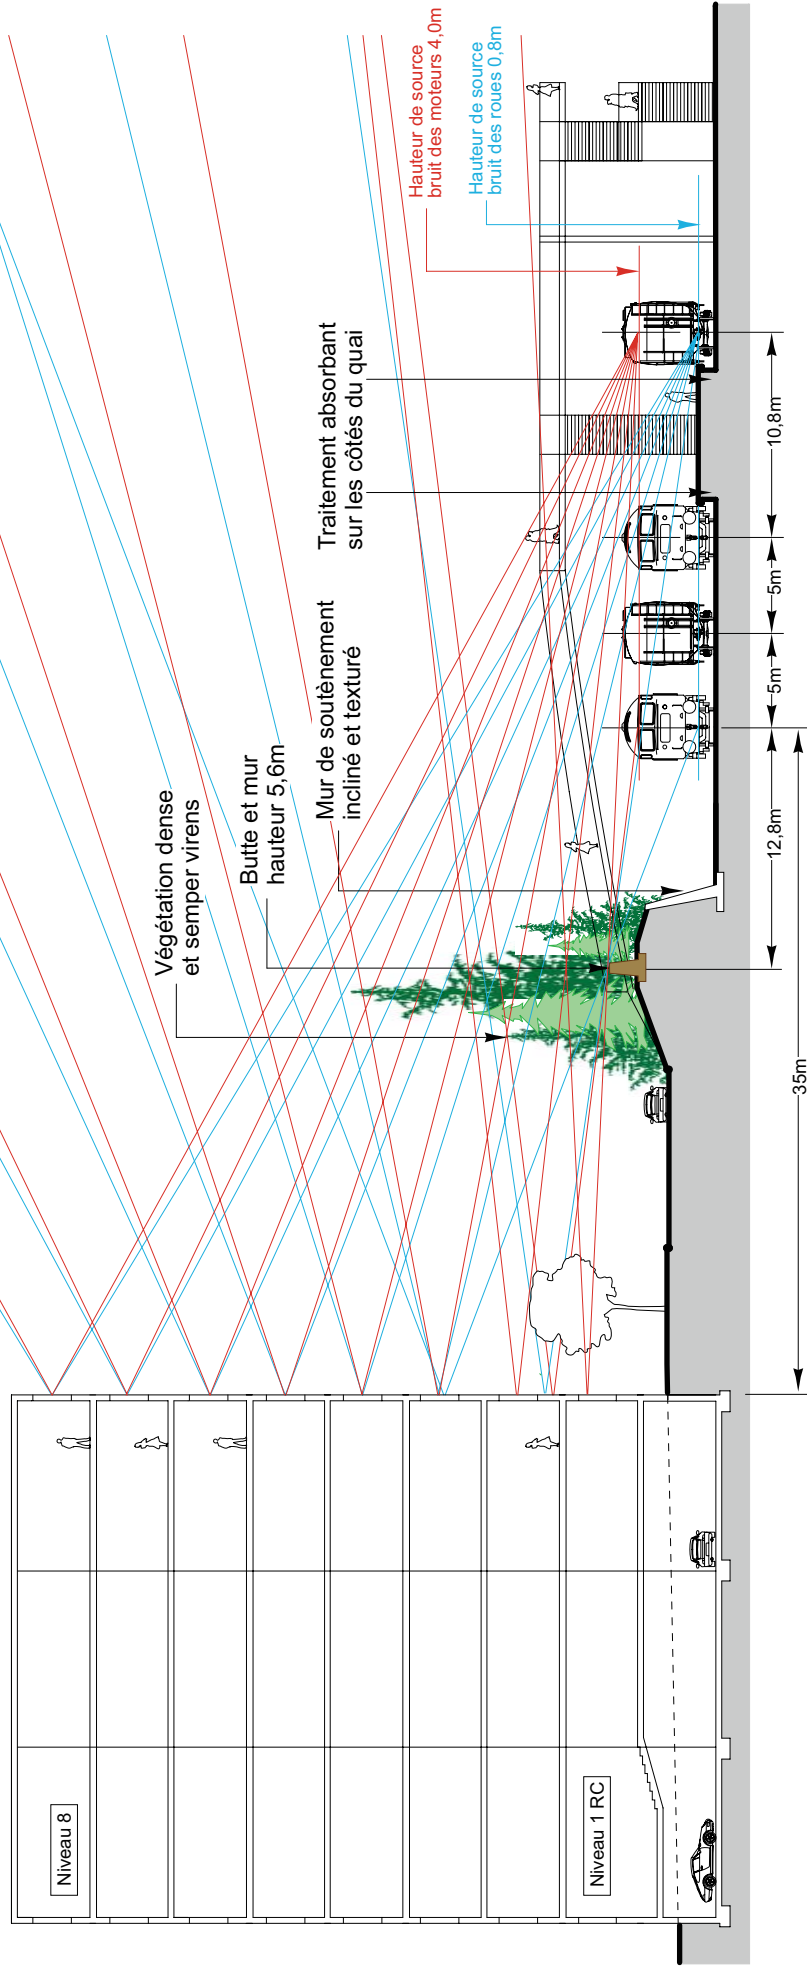 Niveau 8
Niveau 1 RC
Végétation dense
et semper virens
Butte et mur
hauteur 5,6m
Mur de soutènement
incliné et texturé
Traitement absorbant
sur les côtés du quai
Hauteur de source
bruit des moteurs 4,0m
Hauteur de source
bruit des roues 0,8m
12,8m
5m
5m
10,8m
35m